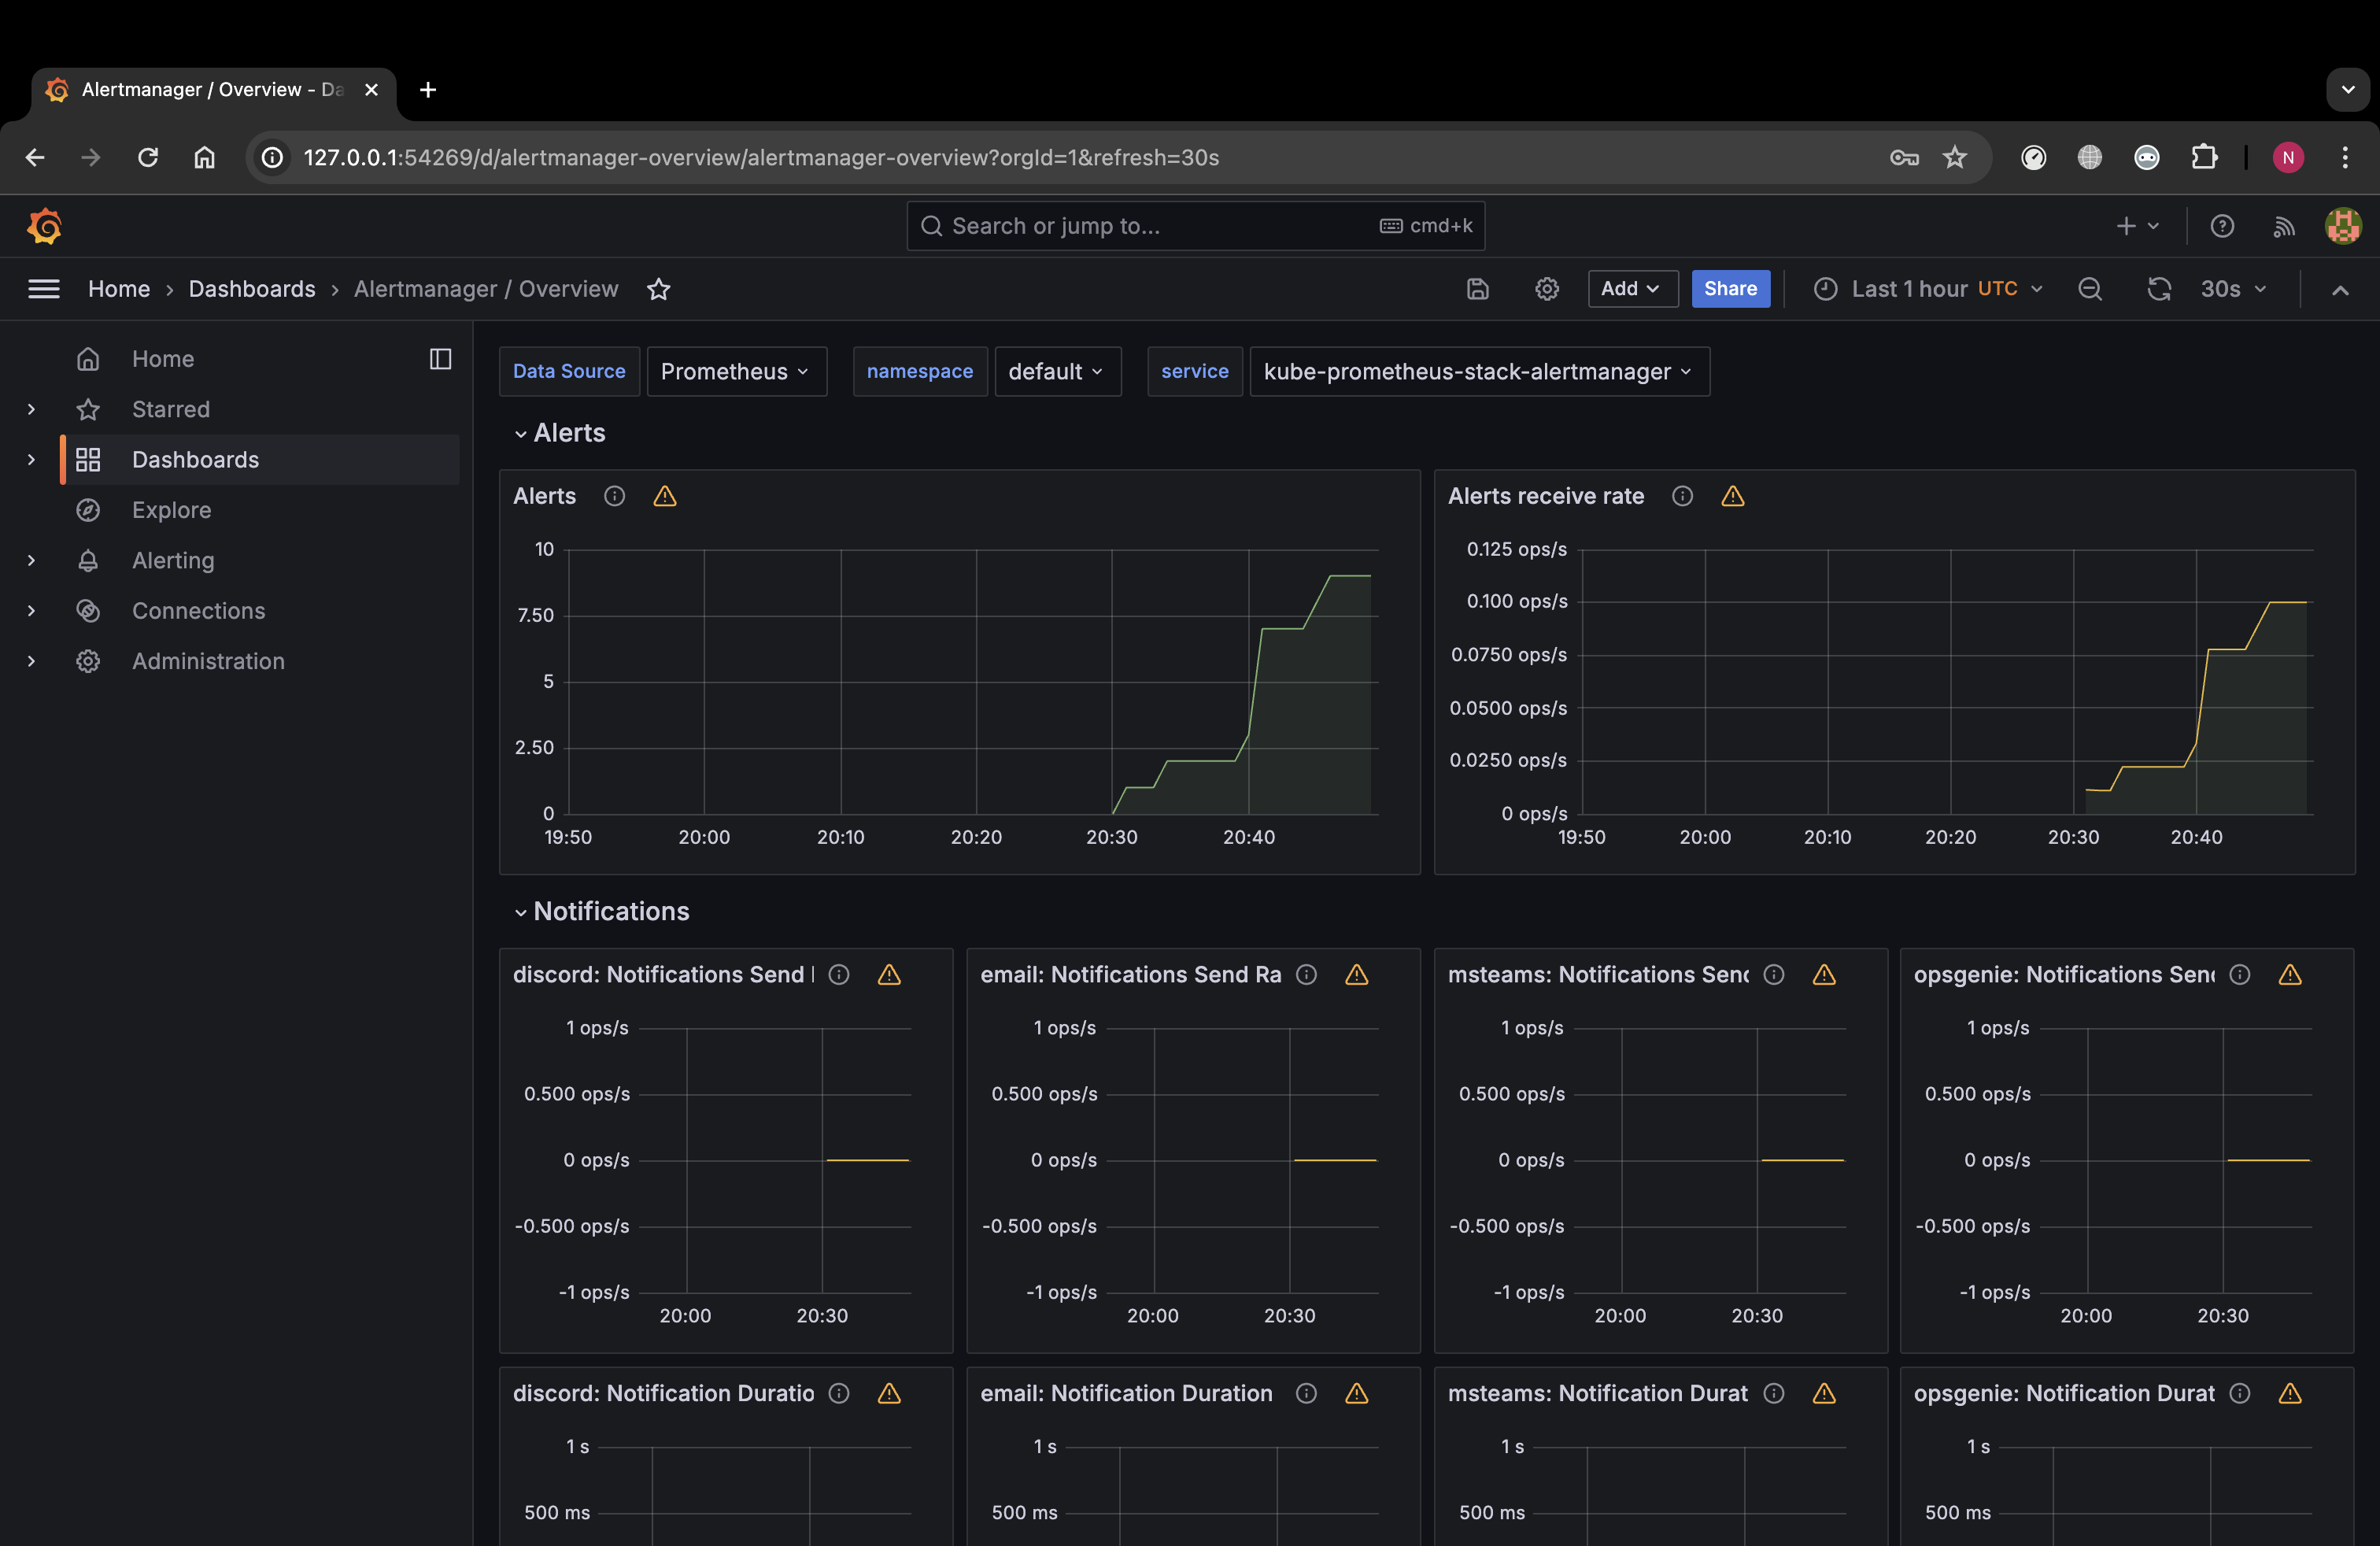 Alertmanager / Overview - Da
127.0.0.1:54269/d/alertmanager-overview/alertmanager-overview?orgId=1&refresh=30s
N
Search or jump to...
cmd+k
Home › Dashboards › Alertmanager / Overview
Add
Share
Last 1 hour UTC
30s
Home
Starred
Dashboards
Explore
Alerting
Connections
Administration
Data Source
Prometheus
namespace
default
service
kube-prometheus-stack-alertmanager
Alerts
Alerts
10
7.50
5
2.50
0
19:50 20:00 20:10 20:20 20:30 20:40
Alerts receive rate
0.125 ops/s
0.100 ops/s
0.0750 ops/s
0.0500 ops/s
0.0250 ops/s
0 ops/s
19:50 20:00 20:10 20:20 20:30 20:40
Notifications
discord: Notifications Send
1 ops/s
0.500 ops/s
0 ops/s
-0.500 ops/s
-1 ops/s
20:00 20:30
email: Notifications Send Ra
1 ops/s
0.500 ops/s
0 ops/s
-0.500 ops/s
-1 ops/s
20:00 20:30
msteams: Notifications Send
1 ops/s
0.500 ops/s
0 ops/s
-0.500 ops/s
-1 ops/s
20:00 20:30
opsgenie: Notifications Sen
1 ops/s
0.500 ops/s
0 ops/s
-0.500 ops/s
-1 ops/s
20:00 20:30
discord: Notification Duratio
1 s
500 ms
email: Notification Duration
1 s
500 ms
msteams: Notification Durat
1 s
500 ms
opsgenie: Notification Durat
1 s
500 ms